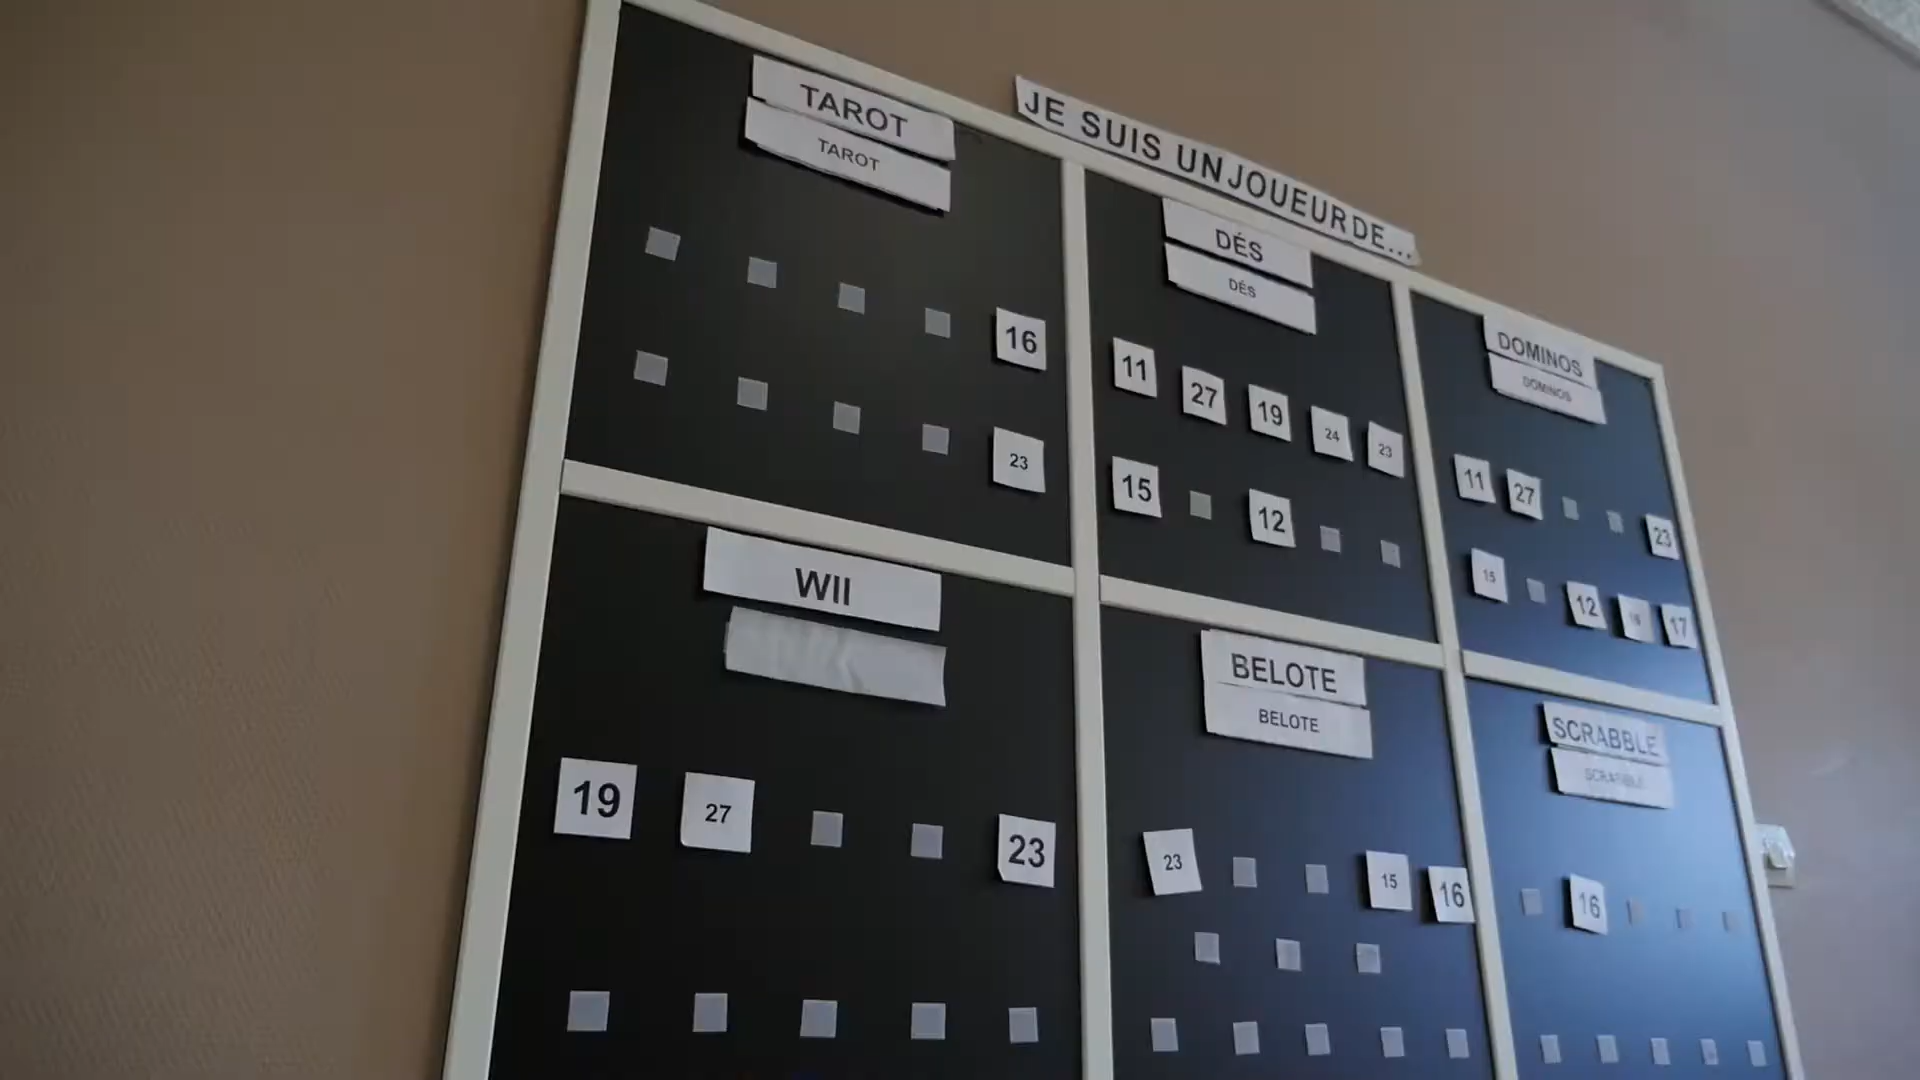 JE SUIS UN JOUEUR DE...
TAROT
TAROT
16
23
DÉS
DÉS
11 27 19 24 23
15 12
DOMINOS
DOMINOS
11 27 23
15 12 17
WII
19 27 23
BELOTE
BELOTE
23 15 16
SCRABBLE
SCRABBLE
16